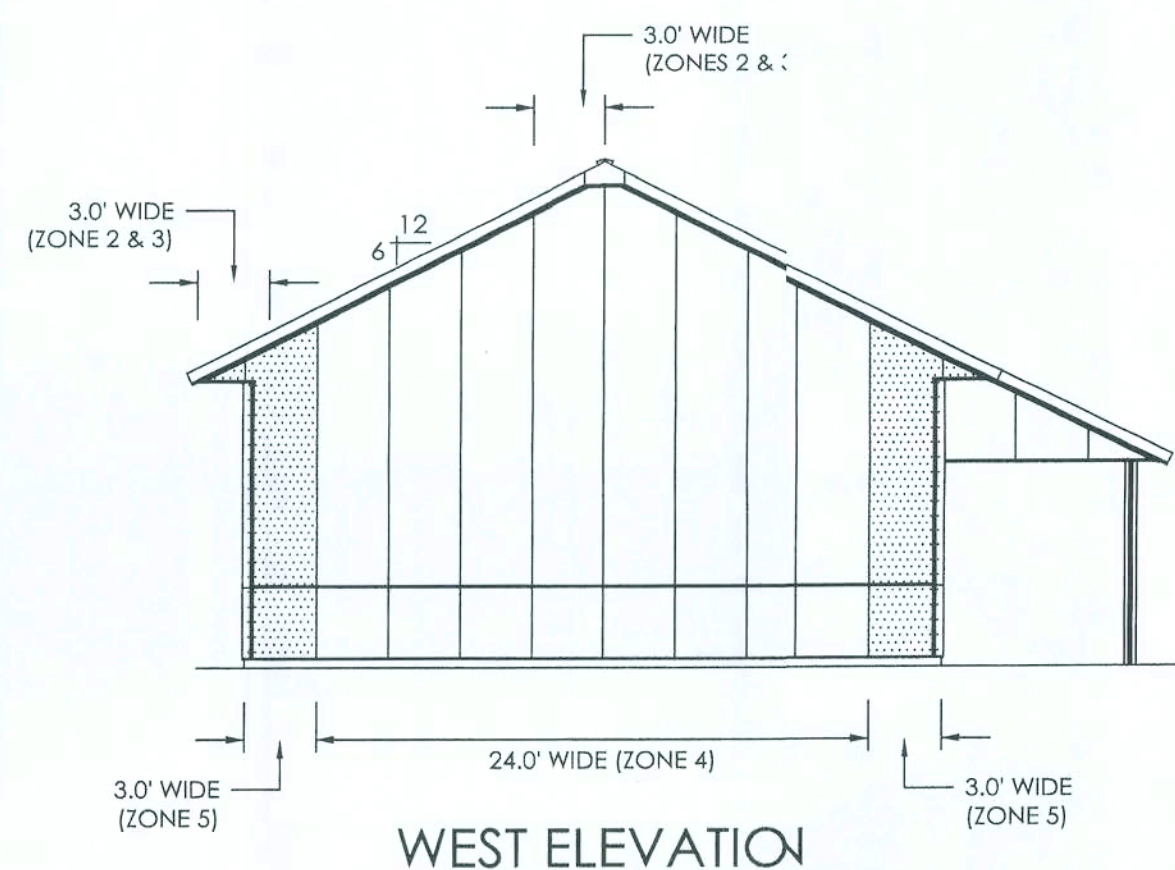 3.0' WIDE
(ZONES 2 &
3.0' WIDE
(ZONE 2 & 3)
12
6
24.0' WIDE (ZONE 4)
3.0' WIDE
(ZONE 5)
3.0' WIDE
(ZONE 5)
WEST ELEVATION